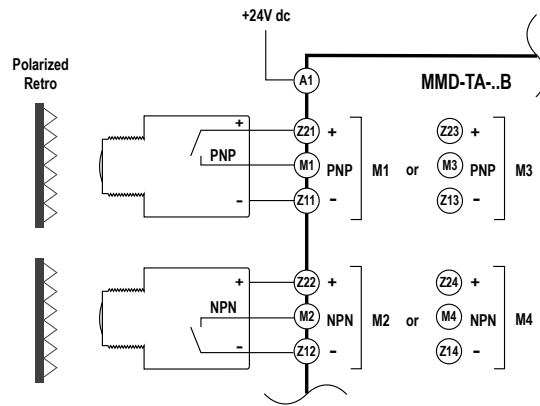 +24V dc
Polarized
Retro
A1
MMD-TA-..B
+ Z21 + Z23 +
PNP M1 PNP M1 or M3 PNP M3
- Z11 - Z13 -
+ Z22 + Z24 +
NPN M2 NPN M2 or M4 NPN M4
- Z12 - Z14 -